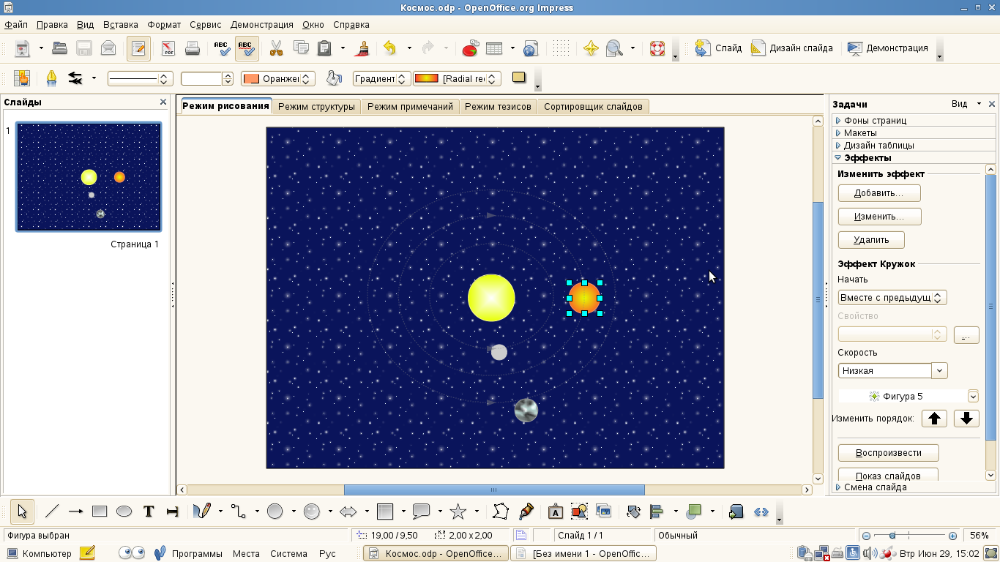 Космос.odp - OpenOffice.org Impress
Файл Правка Вид Вставка Формат Сервис Демонстрация Окно Справка
PDF ABC ABC Слайд Дизайн слайда Демонстрация
Градиент [Radial re
Слайды
1
Страница 1
Режим рисования Режим структуры Режим примечаний Режим тезисов Сортировщик слайдов
Задачи Вид
Фоны страниц
Макеты
Дизайн таблицы
Эффекты
Изменить эффект
Добавить...
Изменить...
Удалить
Эффект Кружок
Начать
Вместе с предыдущ
Свойство
...
Скорость
Низкая
Фигура 5
Изменить порядок:
Воспроизвести
Показ слайдов
Смена слайда
T A
Фигура выбран 19,00 / 9,50 2,00 x 2,00 Слайд 1 / 1 Обычный 56%
Компьютер Программы Места Система Рус Космос.odp - OpenOffice... [Без имени 1 - OpenOffic... Втр Июн 29, 15:02